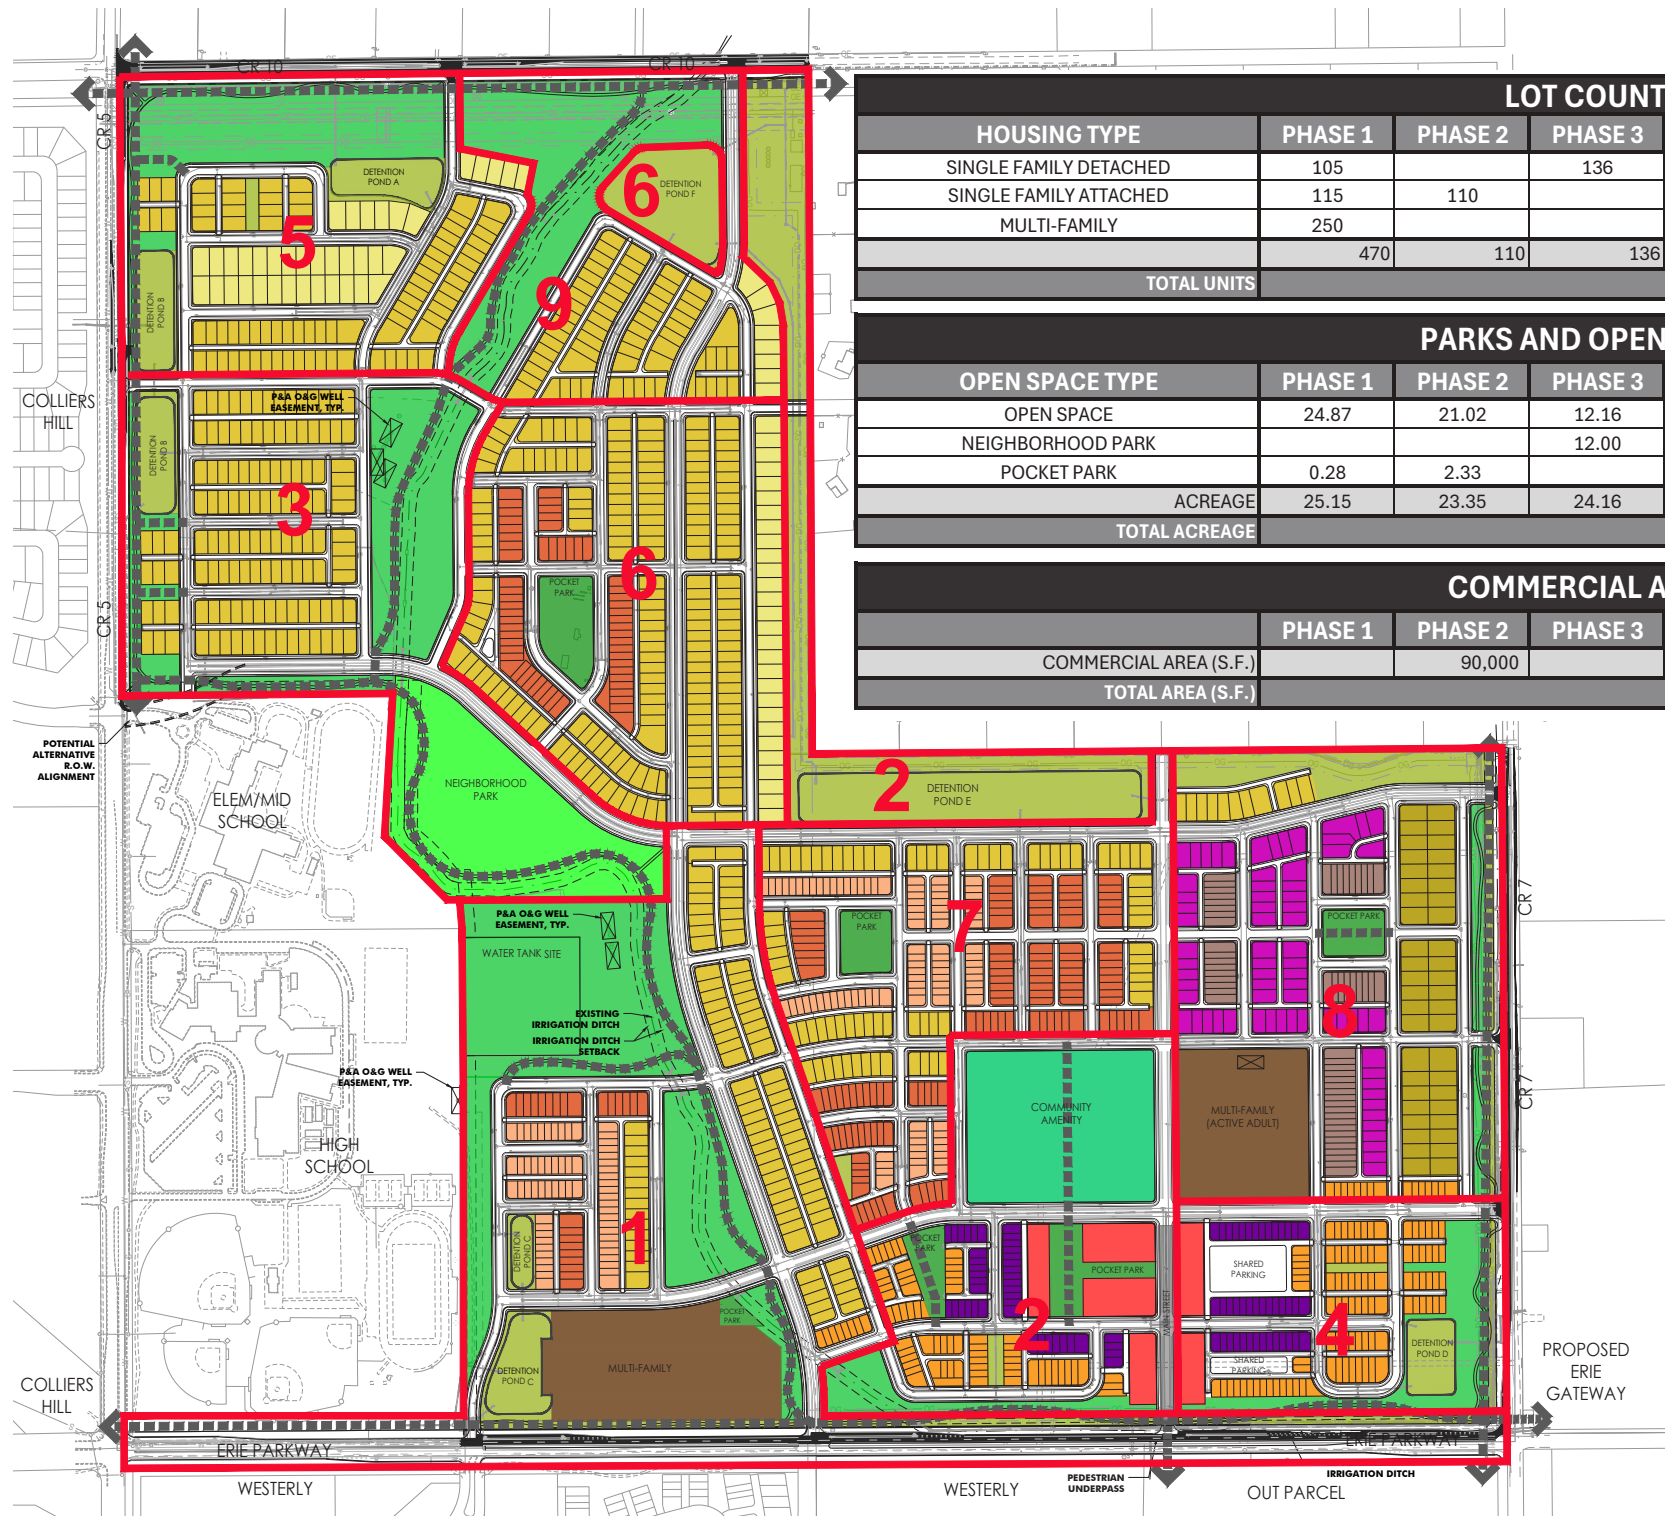 CR 10
CR 10
CR 5
LOT COUNT
HOUSING TYPE PHASE 1 PHASE 2 PHASE 3
SINGLE FAMILY DETACHED 105 136
SINGLE FAMILY ATTACHED 115 110
MULTI-FAMILY 250
470 110 136
TOTAL UNITS
PARKS AND OPEN
OPEN SPACE TYPE PHASE 1 PHASE 2 PHASE 3
OPEN SPACE 24.87 21.02 12.16
NEIGHBORHOOD PARK 12.00
POCKET PARK 0.28 2.33
ACREAGE 25.15 23.35 24.16
TOTAL ACREAGE
COMMERCIAL A
PHASE 1 PHASE 2 PHASE 3
COMMERCIAL AREA (S.F.) 90,000
TOTAL AREA (S.F.)
DETENTION
POND A
DETENTION
POND F
6
5
9
DETENTION
POND B
COLLIERS
HILL
P&A O&G WELL
EASEMENT, TYP.
DETENTION
POND B
3
6
POCKET
PARK
CR 5
POTENTIAL
ALTERNATIVE
R.O.W.
ALIGNMENT
ELEM/MID
SCHOOL
NEIGHBORHOOD
PARK
2
DETENTION
POND E
CR 7
P&A O&G WELL
EASEMENT, TYP.
WATER TANK SITE
POCKET
PARK
7
POCKET PARK
8
EXISTING
IRRIGATION DITCH
IRRIGATION DITCH
SETBACK
P&A O&G WELL
EASEMENT, TYP.
CR 7
COMMUNITY
AMENITY
MULTI-FAMILY
(ACTIVE ADULT)
HIGH
SCHOOL
1
DETENTION
POND C
POCKET
PARK
POCKET PARK
SHARED
PARKING
MAIN STREET
POCKET
PARK
2
4
DETENTION
POND D
SHARED
PARKING
DETENTION
POND C
MULTI-FAMILY
PROPOSED
ERIE
GATEWAY
COLLIERS
HILL
ERIE PARKWAY
ERIE PARKWAY
WESTERLY
WESTERLY
PEDESTRIAN
UNDERPASS
IRRIGATION DITCH
OUT PARCEL